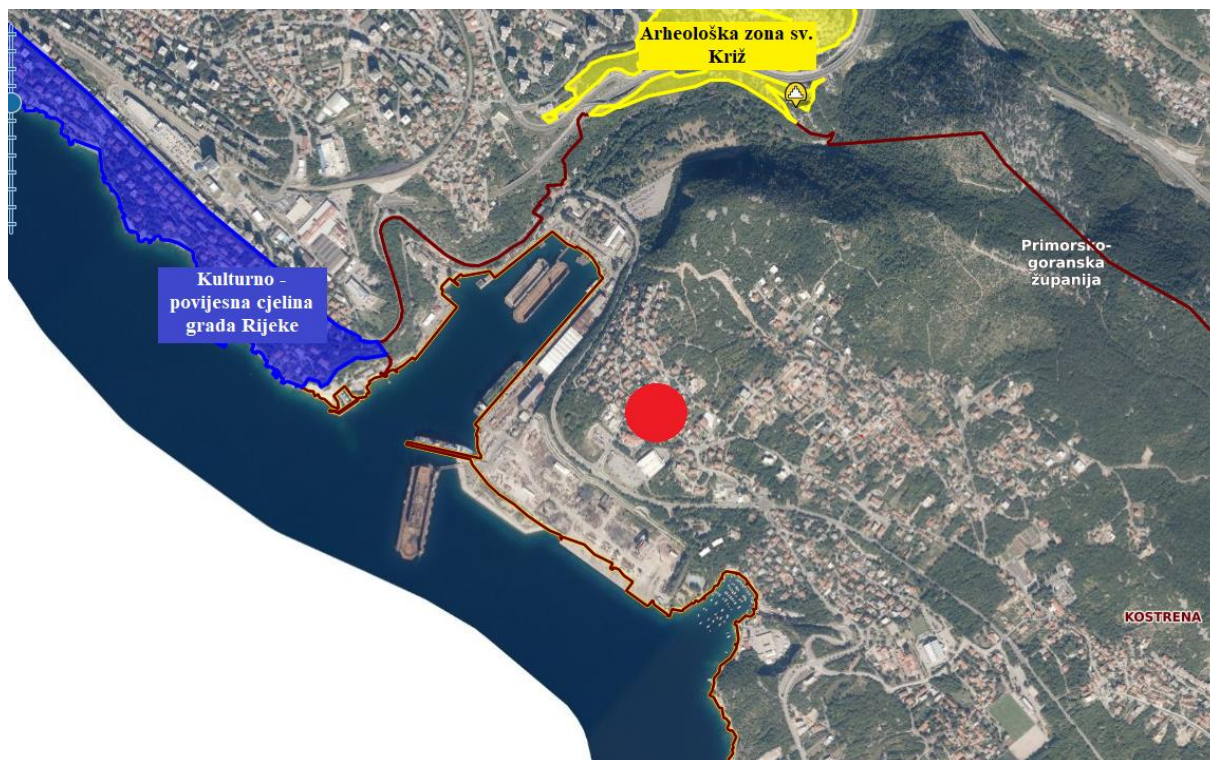 Arheološka zona sv.
Križ
Primorsko-
goranska
županija
Kulturno -
povijesna cjelina
grada Rijeke
KOSTRENA